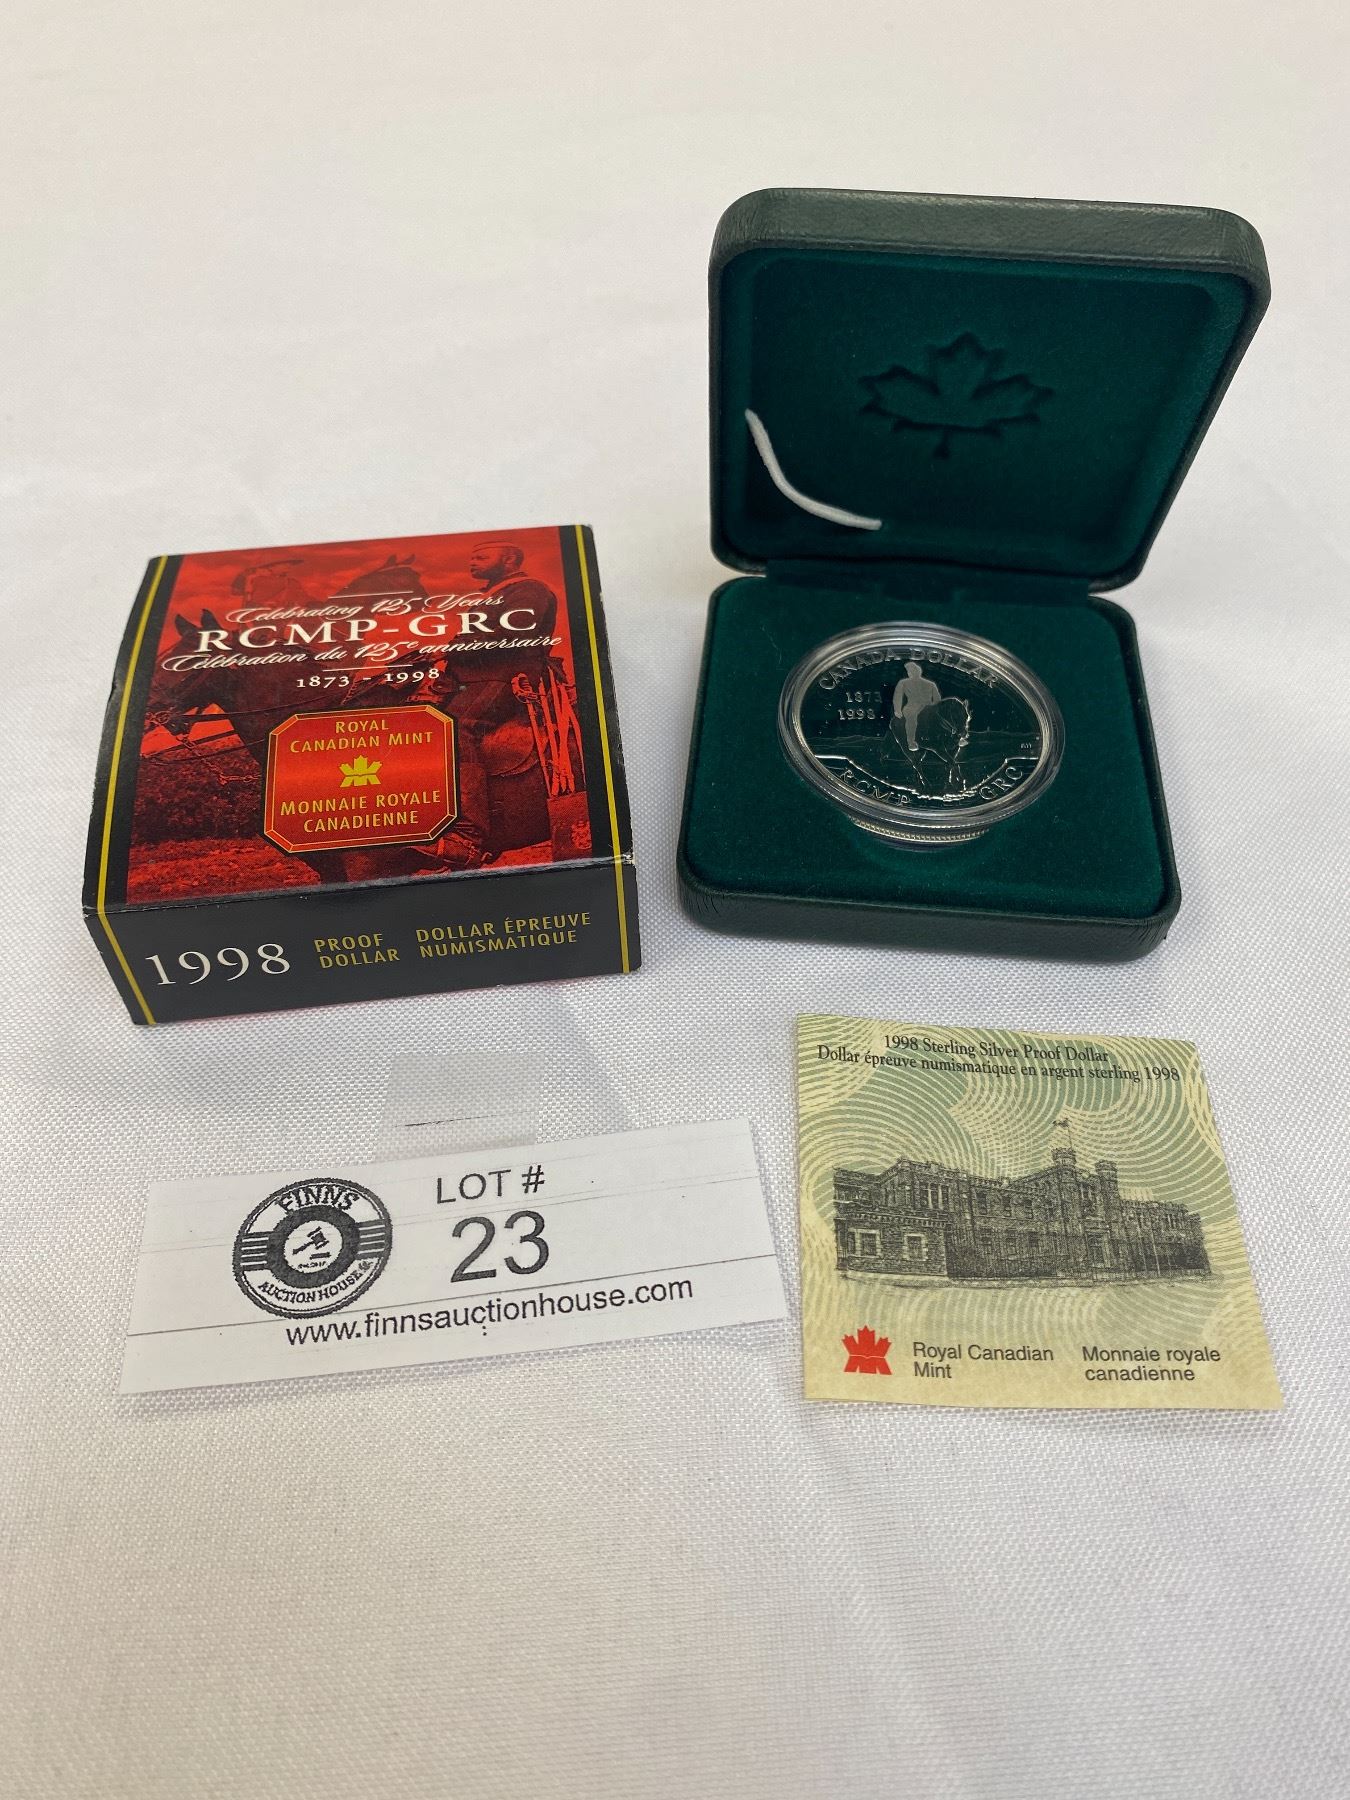 Celebrating 125 Years
RCMP-GRC
Célébration du 125e anniversaire
1873 - 1998
ROYAL
CANADIAN MINT
MONNAIE ROYALE
CANADIENNE
1998
PROOF
DOLLAR
DOLLAR ÉPREUVE
NUMISMATIQUE
CANADA DOLLAR
1873
1998
RCMP
GRC
1998 Sterling Silver Proof Dollar
Dollar épreuve numismatique en argent sterling 1998
Royal Canadian
Mint
Monnaie royale
canadienne
FINNS
AUCTION HOUSE
LOT #
23
www.finnsauctionhouse.com